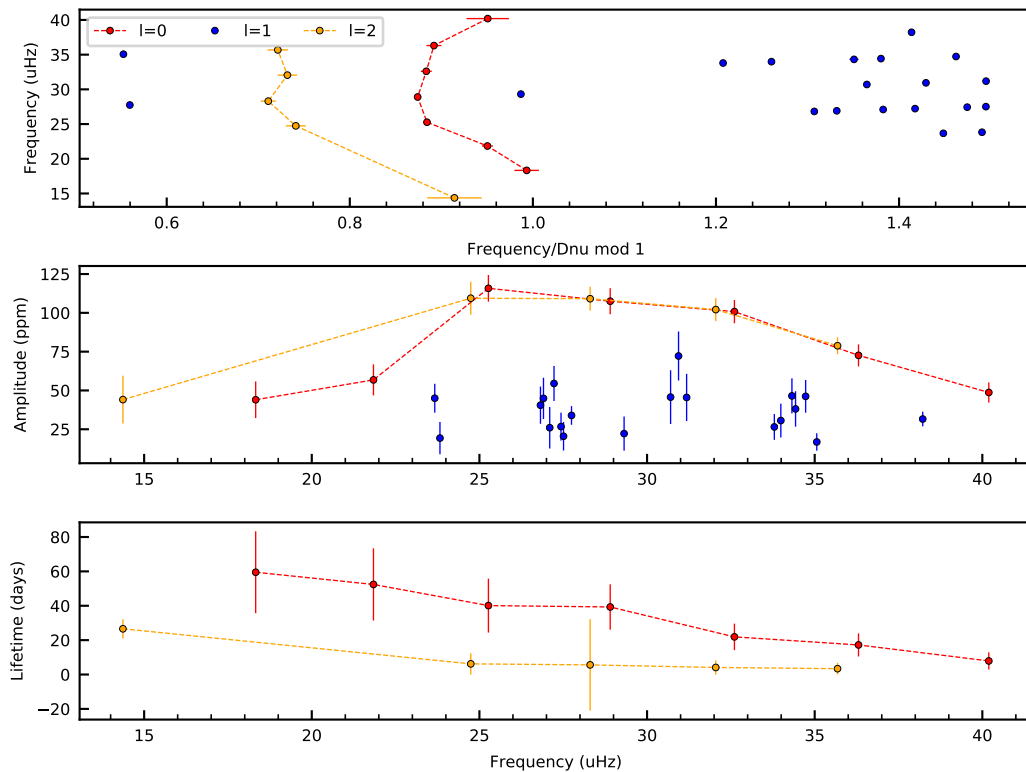 40
35
30
25
20
15
Frequency (uHz)
l=0 l=1 l=2
0.6 0.8 1.0 1.2 1.4
Frequency/Dnu mod 1
125
100
75
50
25
Amplitude (ppm)
15 20 25 30 35 40
80
60
40
20
0
−20
Lifetime (days)
15 20 25 30 35 40
Frequency (uHz)